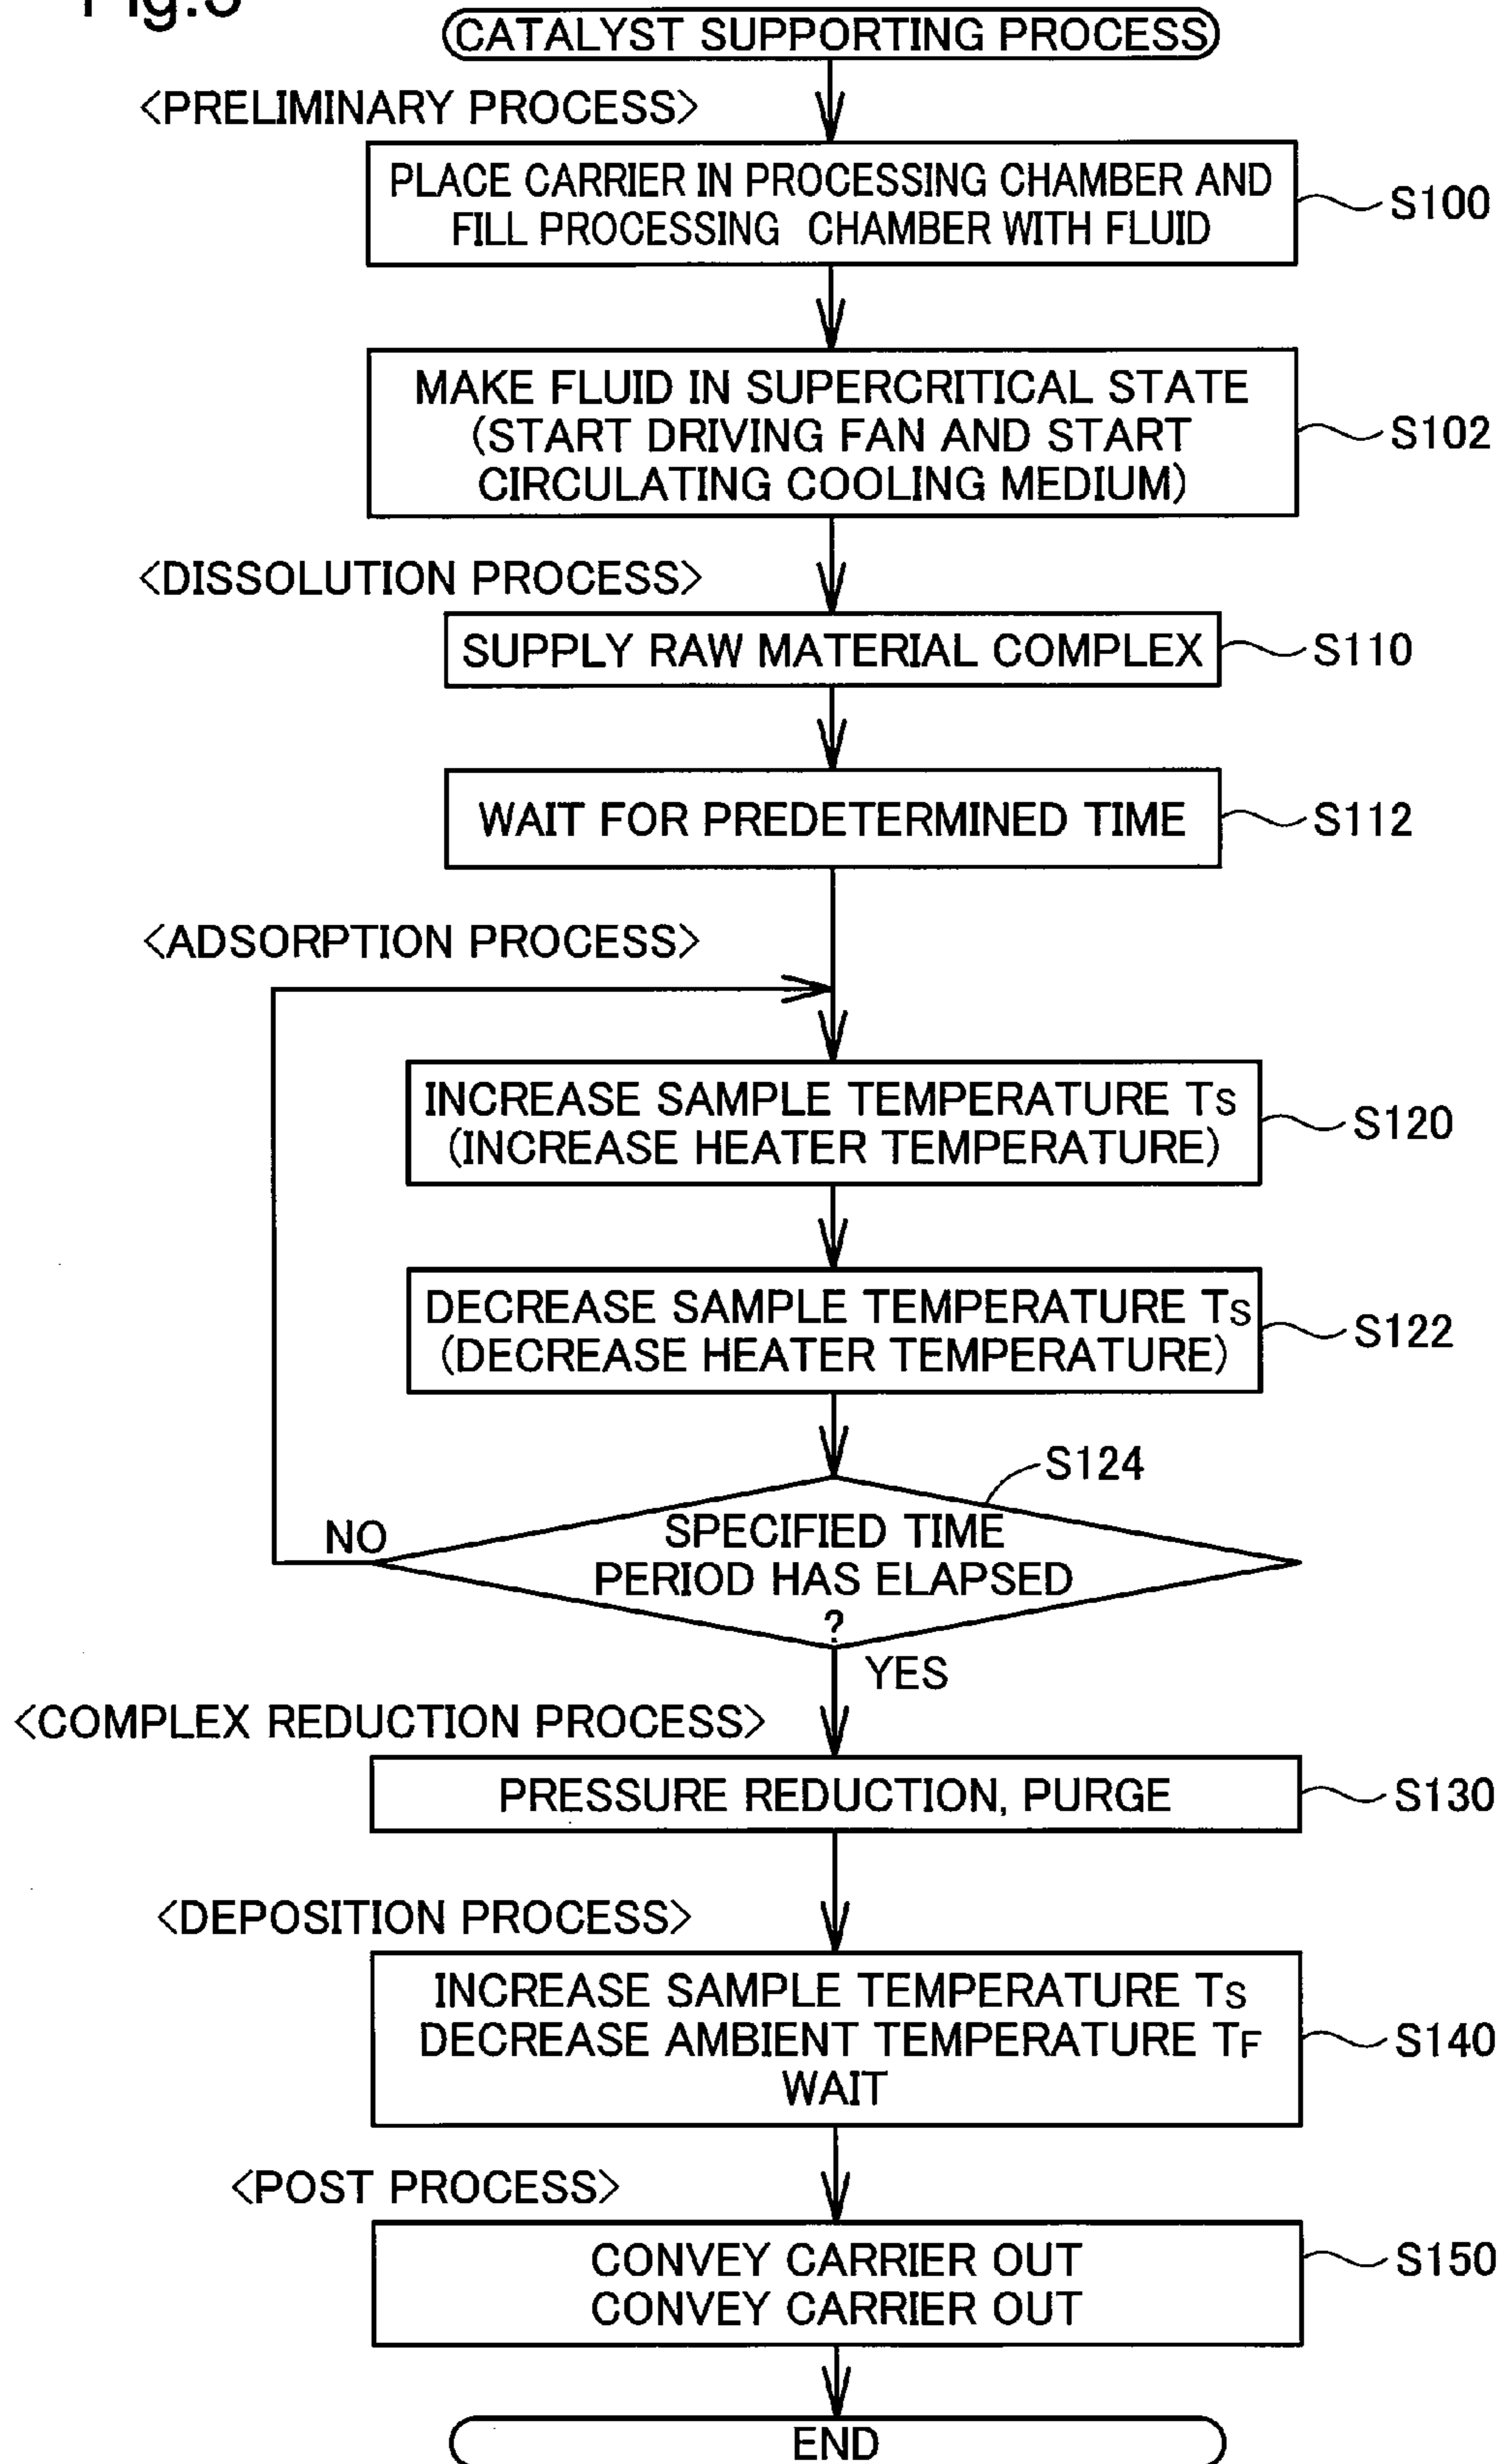 Fig.3
CATALYST SUPPORTING PROCESS
<PRELIMINARY PROCESS>
PLACE CARRIER IN PROCESSING CHAMBER AND
FILL PROCESSING CHAMBER WITH FLUID
S100
MAKE FLUID IN SUPERCRITICAL STATE
(START DRIVING FAN AND START
CIRCULATING COOLING MEDIUM)
S102
<DISSOLUTION PROCESS>
SUPPLY RAW MATERIAL COMPLEX
S110
WAIT FOR PREDETERMINED TIME
S112
<ADSORPTION PROCESS>
INCREASE SAMPLE TEMPERATURE TS
(INCREASE HEATER TEMPERATURE)
S120
DECREASE SAMPLE TEMPERATURE TS
(DECREASE HEATER TEMPERATURE)
S122
S124
SPECIFIED TIME
PERIOD HAS ELAPSED
?
NO
YES
<COMPLEX REDUCTION PROCESS>
PRESSURE REDUCTION, PURGE
S130
<DEPOSITION PROCESS>
INCREASE SAMPLE TEMPERATURE TS
DECREASE AMBIENT TEMPERATURE TF
WAIT
S140
<POST PROCESS>
CONVEY CARRIER OUT
CONVEY CARRIER OUT
S150
END